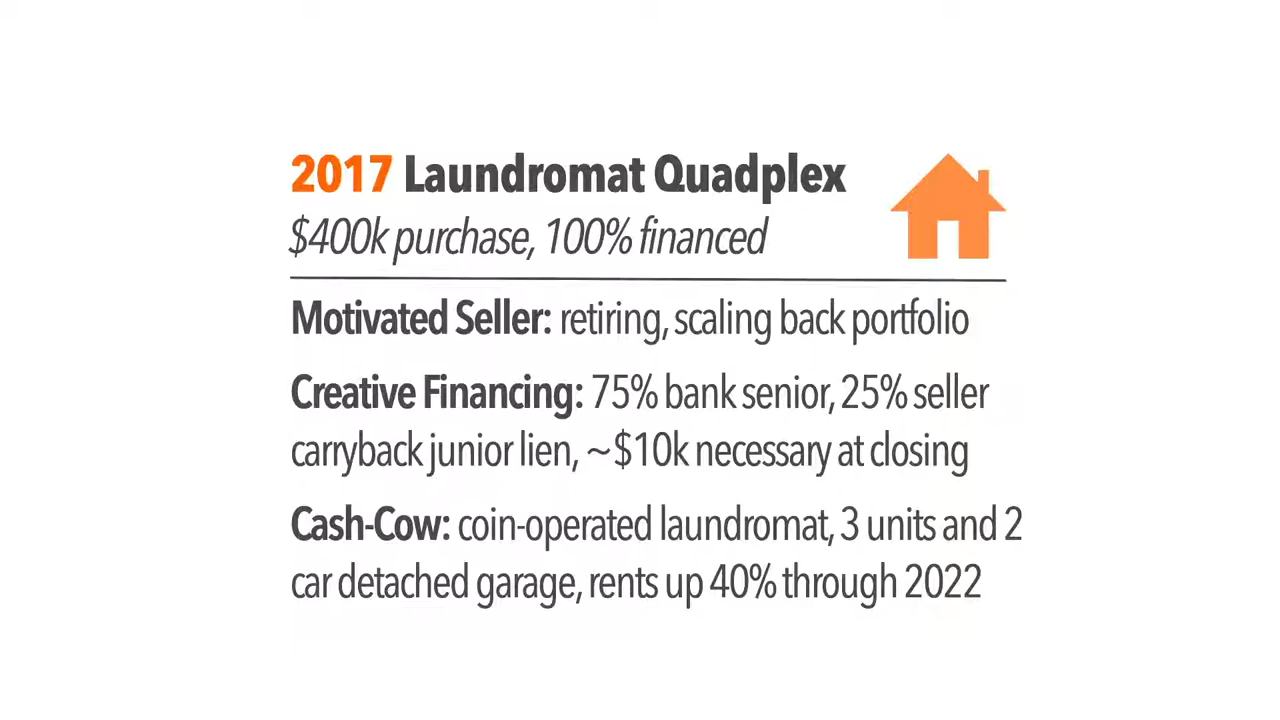 2017 Laundromat Quadplex
$400k purchase, 100% financed
Motivated Seller: retiring, scaling back portfolio
Creative Financing: 75% bank senior, 25% seller
carryback junior lien, ~$10k necessary at closing
Cash-Cow: coin-operated laundromat, 3 units and 2
car detached garage, rents up 40% through 2022